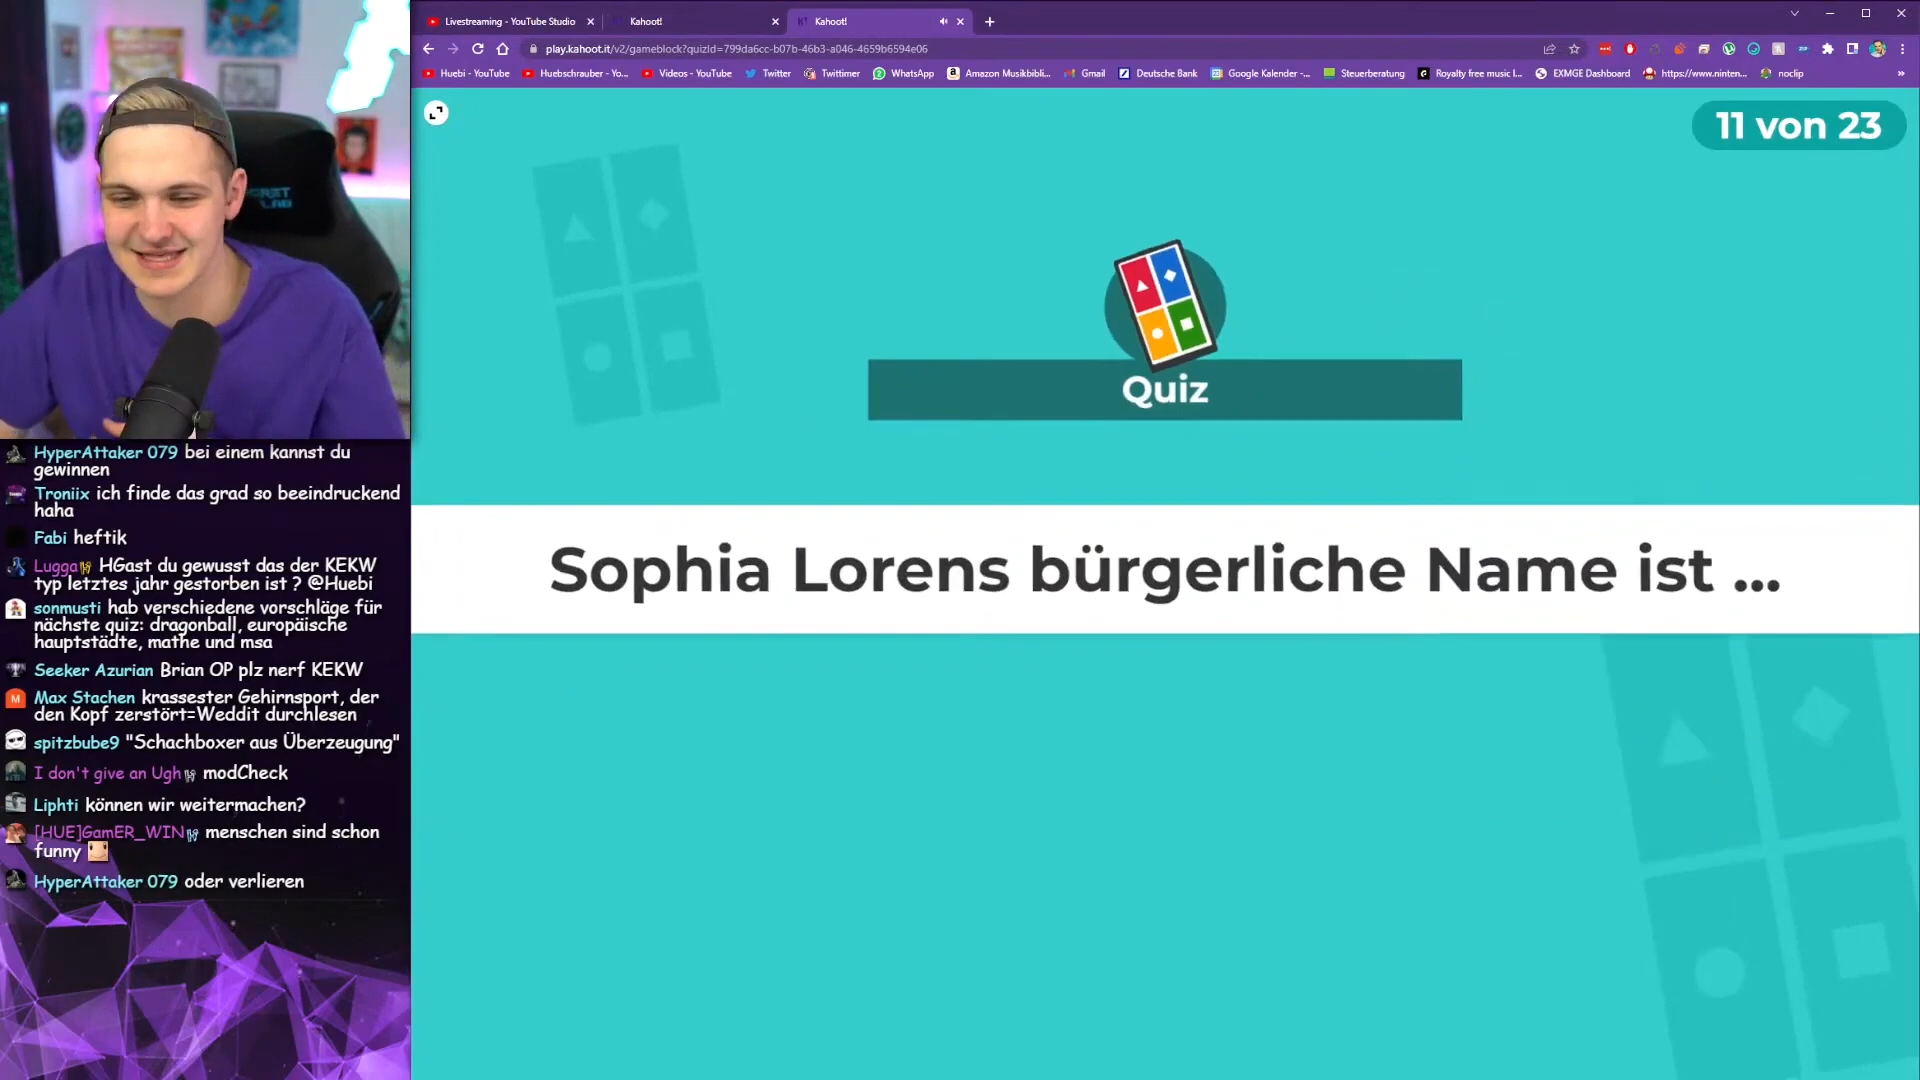 Livestreaming - YouTube Studio
Kahoot!
Kahoot!
play.kahoot.it/v2/gameblock?quizId=799da6cc-b07b-46b3-a046-4659b6594e06
Huebi - YouTube
Huebschrauber - Yo...
Videos - YouTube
Twitter
Twittimer
WhatsApp
Amazon Musikbibli...
Gmail
Deutsche Bank
Google Kalender -...
Steuerberatung
Royalty free music l...
EXMGE Dashboard
https://www.ninten...
noclip
»
11 von 23
Quiz
Sophia Lorens bürgerliche Name ist ...
HyperAttaker 079 bei einem kannst du
gewinnen
Troniix ich finde das grad so beeindruckend
haha
Fabi heftik
Lugga HGast du gewusst das der KEKW
typ letztes jahr gestorben ist ? @Huebi
sonmusti hab verschiedene vorschläge für
nächste quiz: dragonball, europäische
hauptstädte, mathe und msa
Seeker Azurian Brian OP plz nerf KEKW
M
Max Stachen krassester Gehirnsport, der
den Kopf zerstört=Weddit durchlesen
spitzbube9 "Schachboxer aus Überzeugung"
I don't give an Ugh modCheck
Liphti können wir weitermachen?
[HUE]GamER_WIN menschen sind schon
funny
HyperAttaker 079 oder verlieren